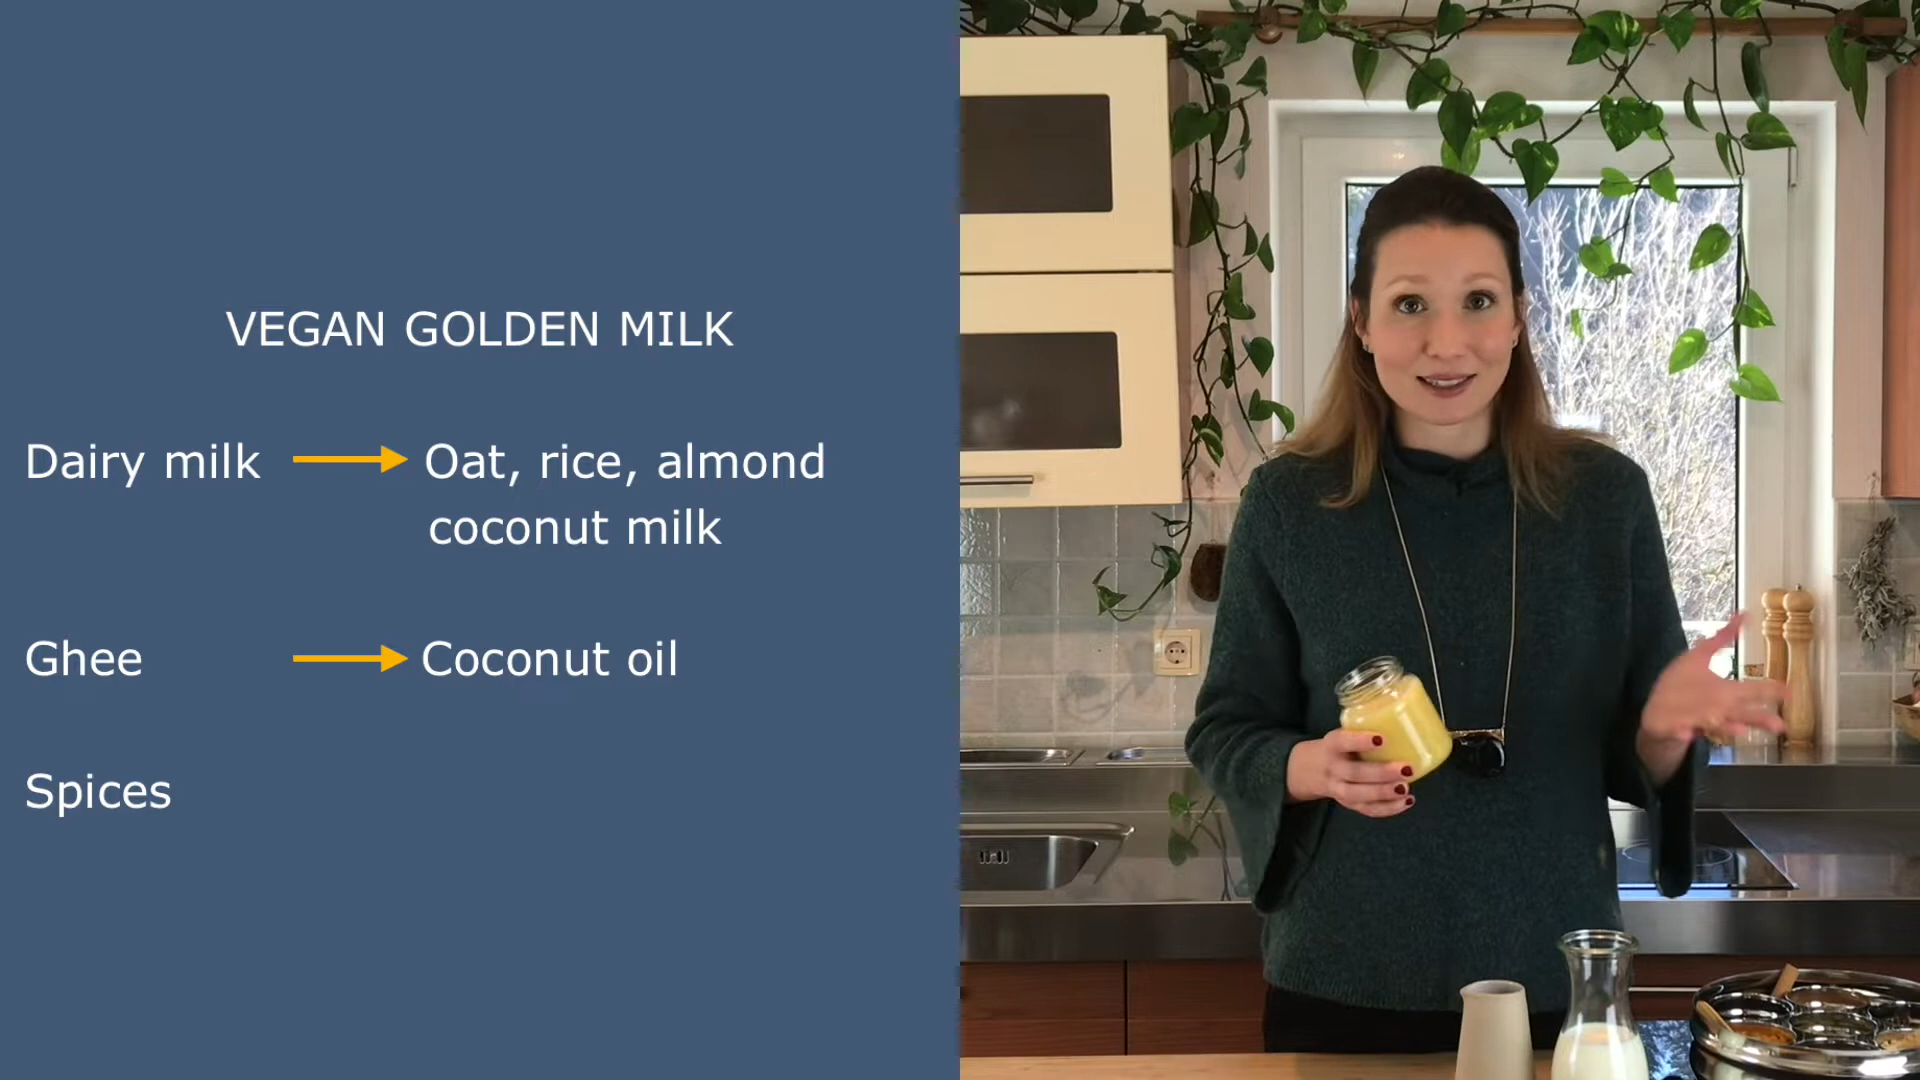 VEGAN GOLDEN MILK
Dairy milk Oat, rice, almond
coconut milk
Ghee Coconut oil
Spices